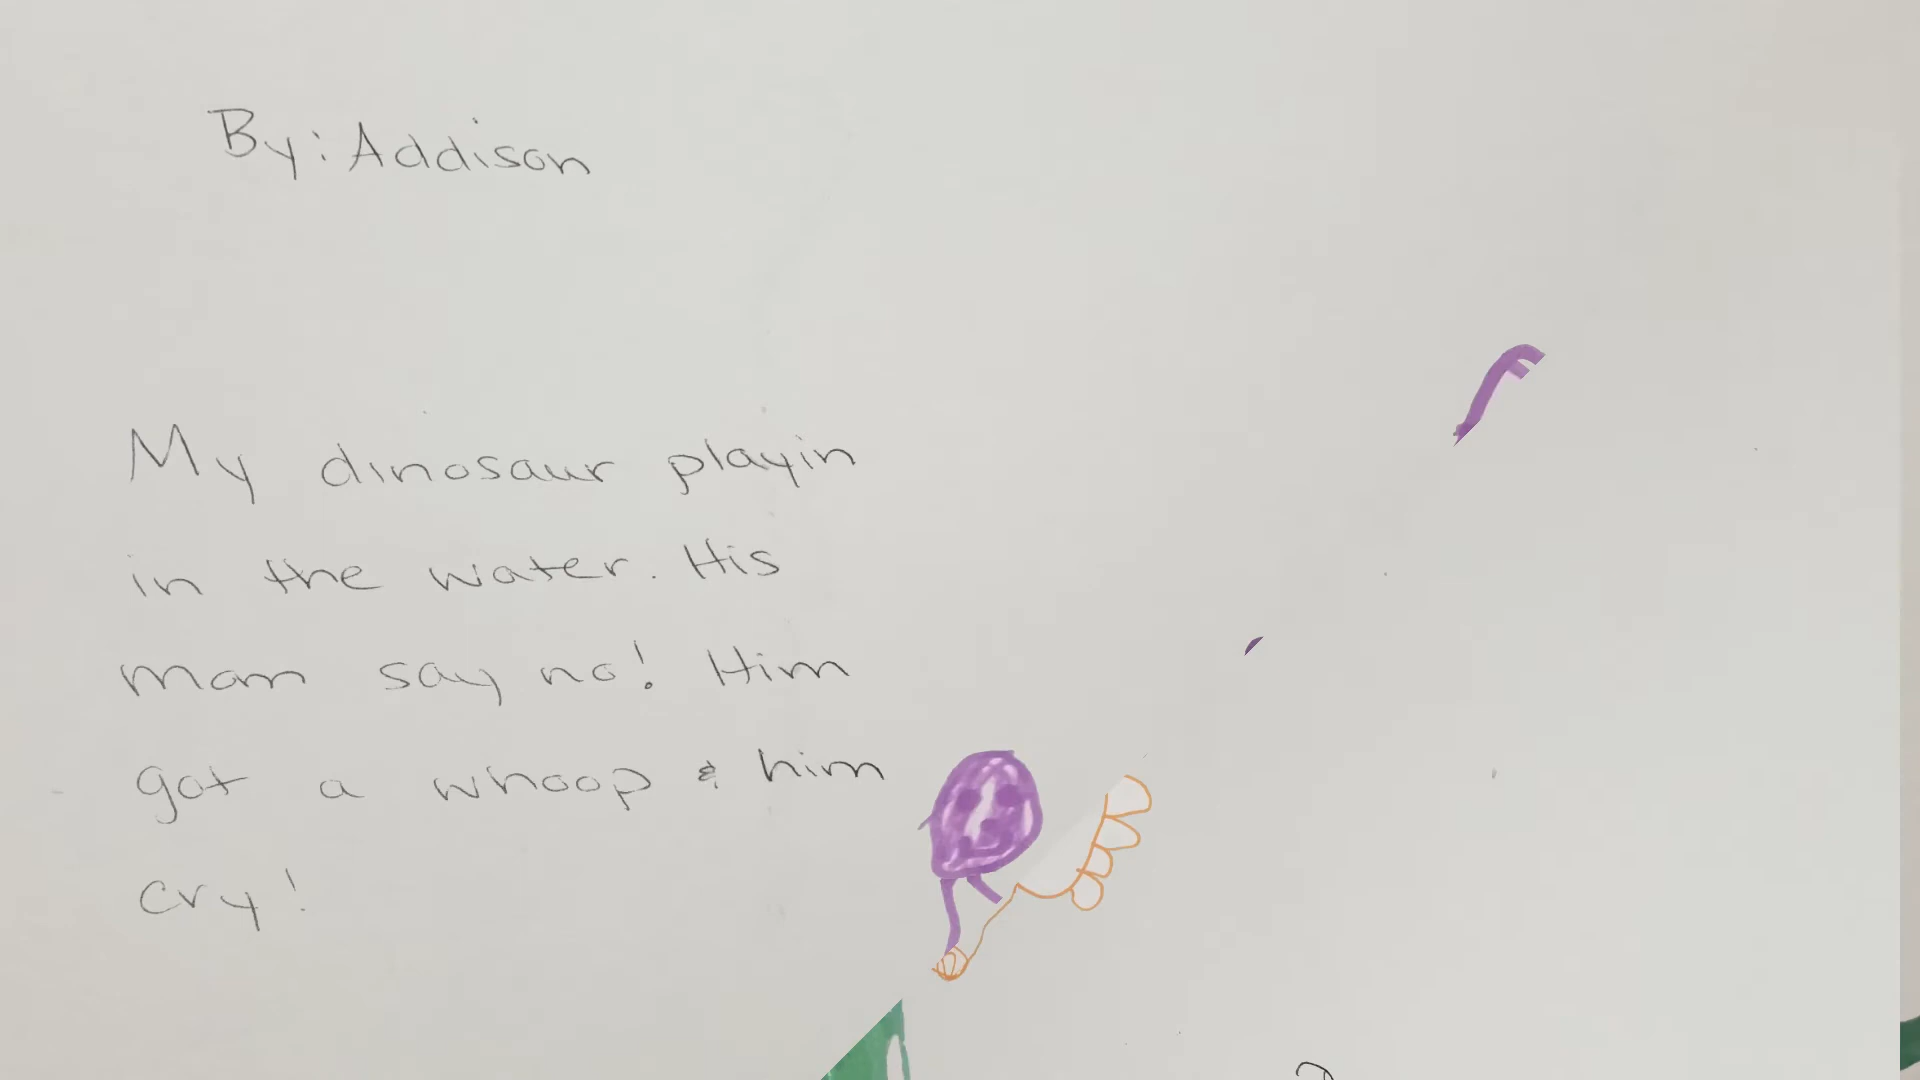 By: Addison
My dinosaur playin
in the water. His
mom say no! Him
got a whoop & him
cry!